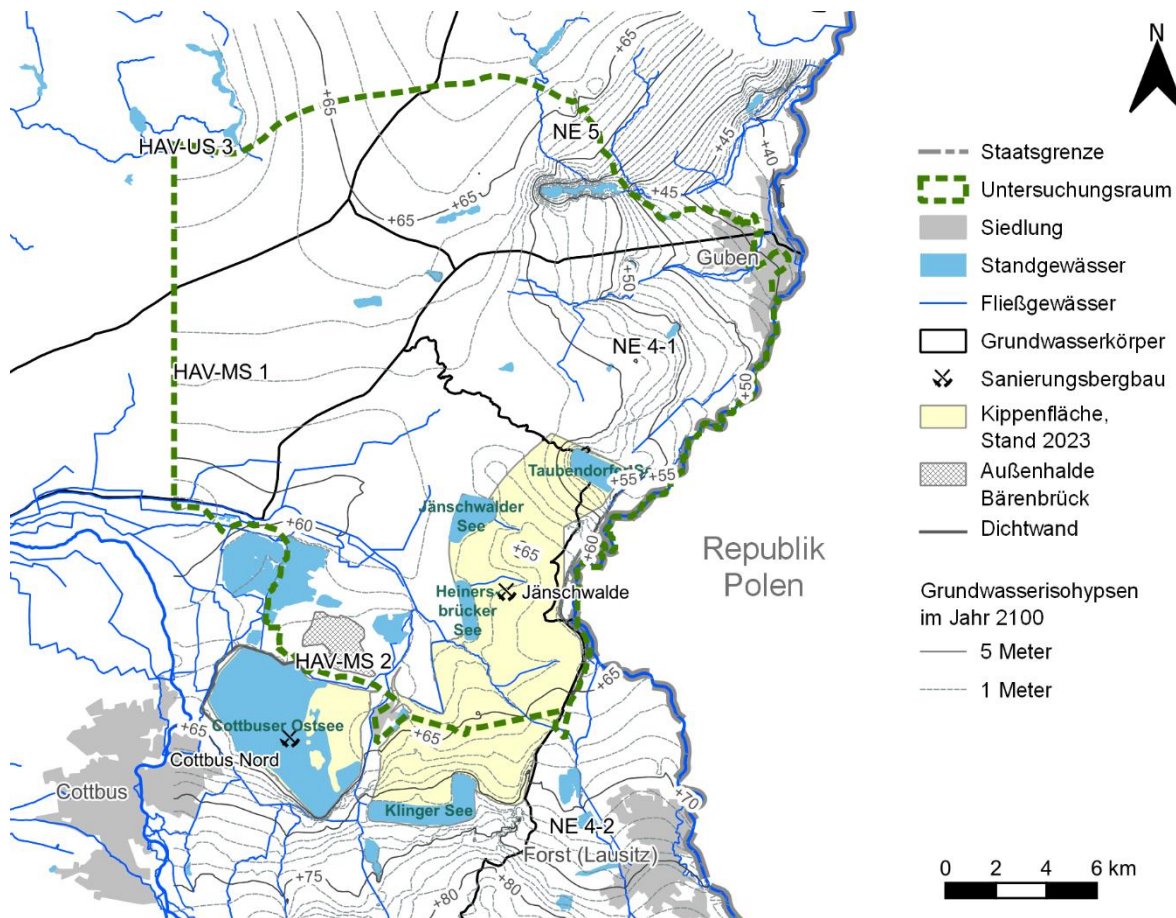 +65
N
+65
HAV-US 3
NE 5
+45
+40
+65
+65
+45
Guben
+50
NE 4-1
HAV-MS 1
+50
Taubendorfer
+55
+55
Jänschwalder
See
+60
+65
+60
Republik
Polen
Heiners-
brücker
See
Jänschwalde
HAV-MS 2
+65
+65
Cottbuser Ostsee
+65
Cottbus Nord
Cottbus
Klinger See
+70
NE 4-2
Forst (Lausitz)
+75
+80
+80
Staatsgrenze
Untersuchungsraum
Siedlung
Standgewässer
Fließgewässer
Grundwasserkörper
Sanierungsbergbau
Kippenfläche,
Stand 2023
Außenhalde
Bärenbrück
Dichtwand
Grundwasserisohypsen
im Jahr 2100
5 Meter
1 Meter
0 2 4 6 km